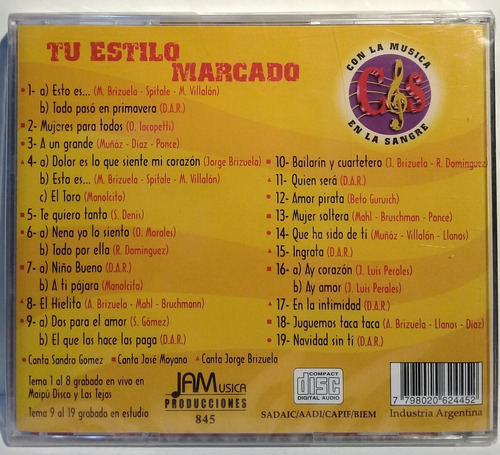 TU ESTILO
MARCADO
CON LA MUSICA
C S
EN LA SANGRE
• 1- a) Esto es... (M. Brizuela - Spitale - M. Villalón)
b) Todo pasó en primavera (D.A.R.)
▪ 2- Mujeres para todos (O. Iacopetti)
• 3- A un grande (Muñóz - Diaz - Ponce)
▴ 4- a) Dolor es lo que siente mi corazón (Jorge Brizuela)
b) Esto es... (M. Brizuela - Spitale - M. Villalón)
c) El Toro (Manolcito)
▪ 5- Te quiero tanto (S. Denis)
• 6- a) Nena yo lo siento (O. Morales)
b) Todo por ella (R. Dominguez)
▪ 7- a) Niño Bueno (D.A.R.)
b) A ti pájara (Manolcito)
▴ 8- El Hielito (A. Brizuela - Mahl - Bruchmann)
• 9- a) Dos para el amor (S. Gómez)
b) El que las hace las paga (D.A.R.)
▪ 10- Bailarín y cuartetero (J. Brizuela - R. Dominguez)
▴ 11- Quien será (D.A.R.)
• 12- Amor pirata (Beto Guruich)
▪ 13- Mujer soltera (Mahl - Bruschman - Ponce)
• 14- Que ha sido de ti (Muñóz - Villalón - Llanos)
▴ 15- Ingrata (D.A.R.)
▪ 16- a) Ay corazón (J. Luis Perales)
b) Ay amor (J. Luis Perales)
▴ 17- En la intimidad (D.A.R.)
▪ 18- Juguemos taca taca (A. Brizuela - Llanos - Diaz)
• 19- Navidad sin tí (D.A.R.)
• Canta Sandro Gomez ▪ Canta José Moyano ▴ Canta Jorge Brizuela
Tema 1 al 8 grabado en vivo en
Maipú Disco y Las Tejas
Tema 9 al 19 grabado en estudio
JAM USICA
PRODUCCIONES
845
COMPACT
disc
DIGITAL AUDIO
SADAIC/AADI/CAPIF/BIEM
7 798020 624452
Industria Argentina